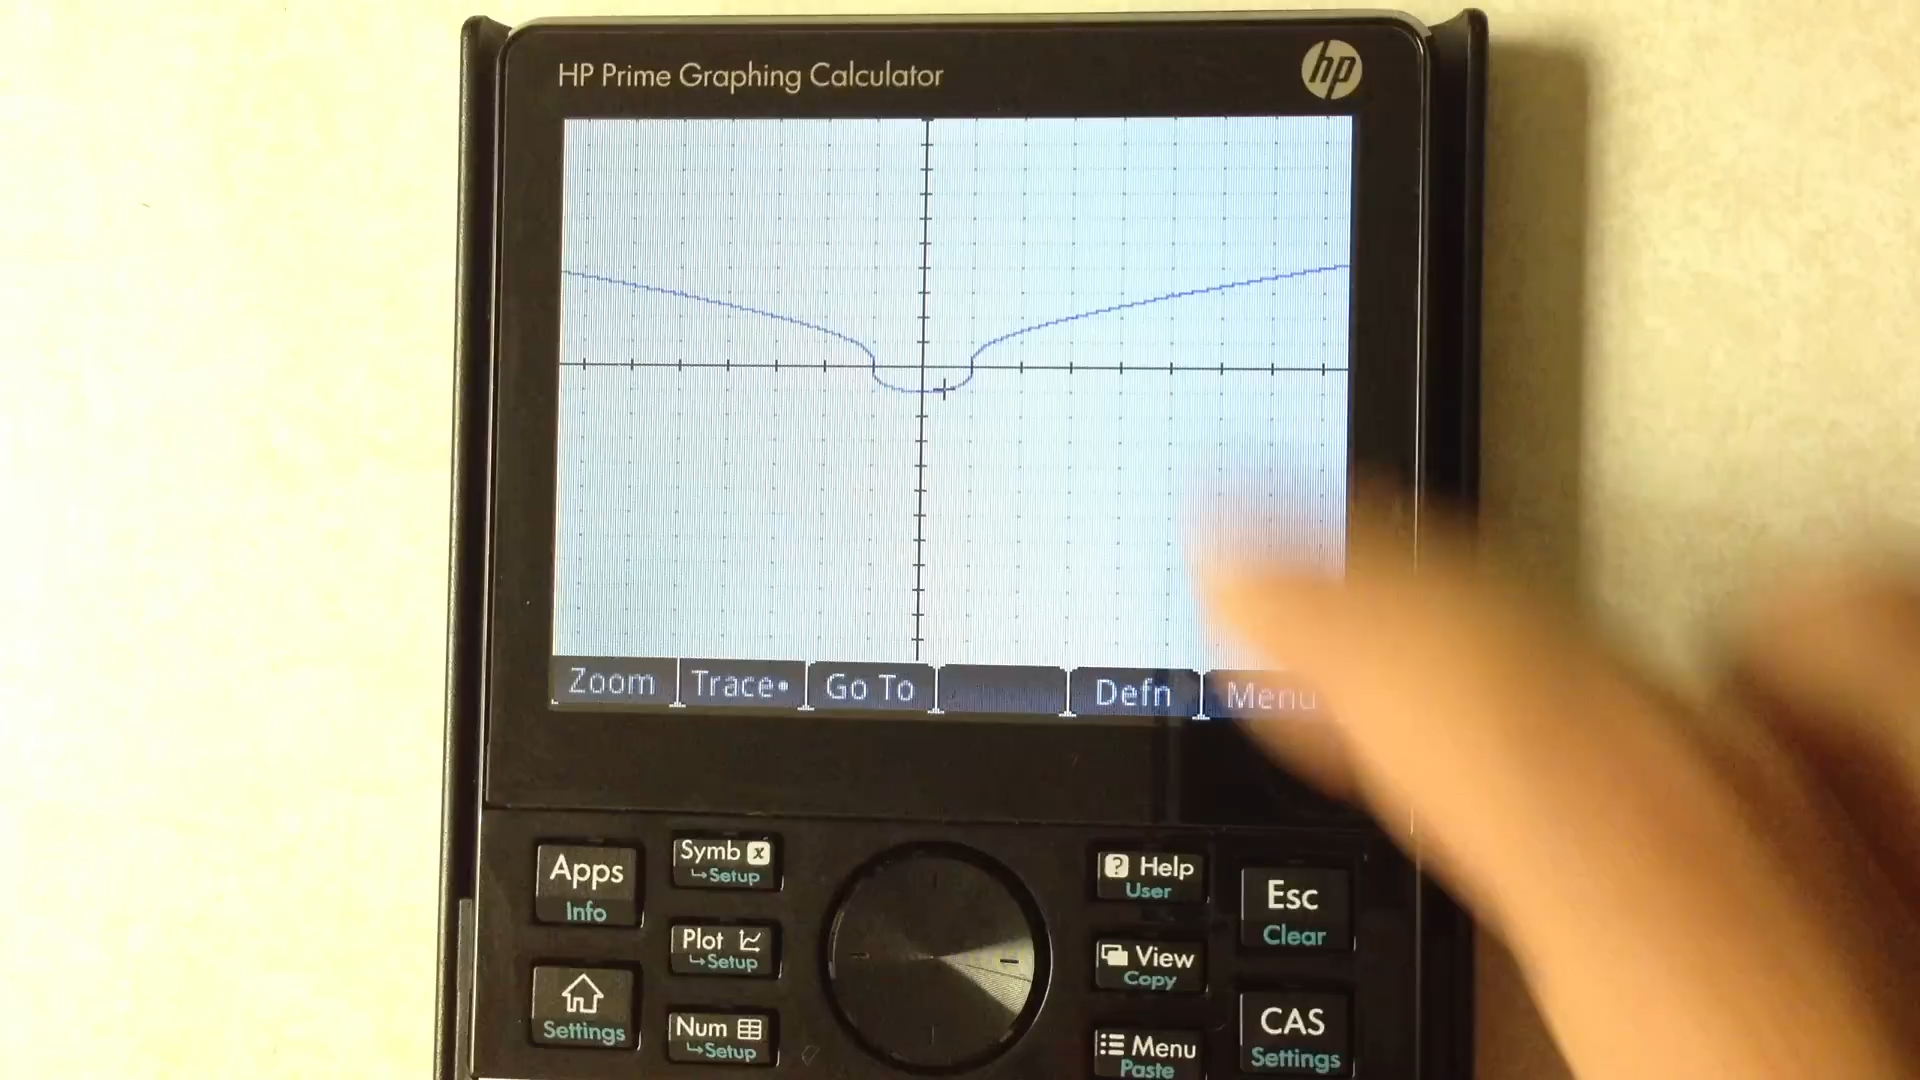 HP Prime Graphing Calculator
hp
Zoom
Trace•
Go To
Defn
Menu
Apps
Info
Symb x
↳Setup
Plot
↳Setup
Settings
Num
↳Setup
? Help
User
View
Copy
Menu
Paste
Esc
Clear
CAS
Settings